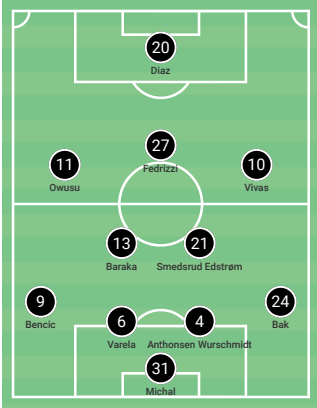 20
Diaz
27
Fedrizzi
11
Owusu
10
Vivas
13
Baraka
21
Smedsrud Edstrøm
9
Bencic
24
Bak
6
Varela
4
Anthonsen Wurschmidt
31
Michal